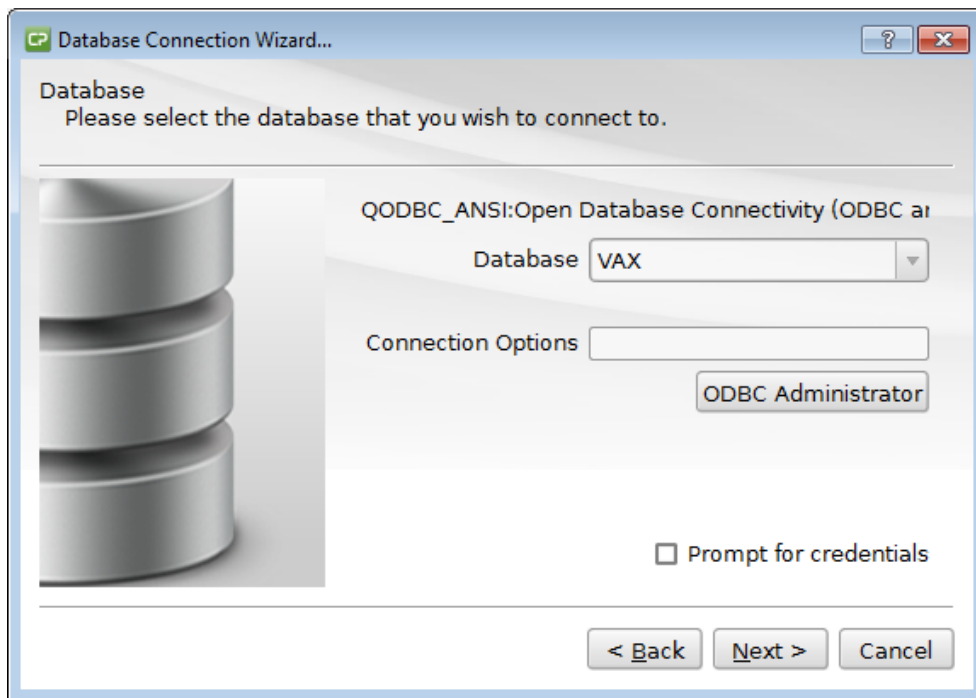 CP Database Connection Wizard...
?
Database
Please select the database that you wish to connect to.
QODBC_ANSI:Open Database Connectivity (ODBC ar
Database VAX
Connection Options
ODBC Administrator
Prompt for credentials
< Back Next > Cancel